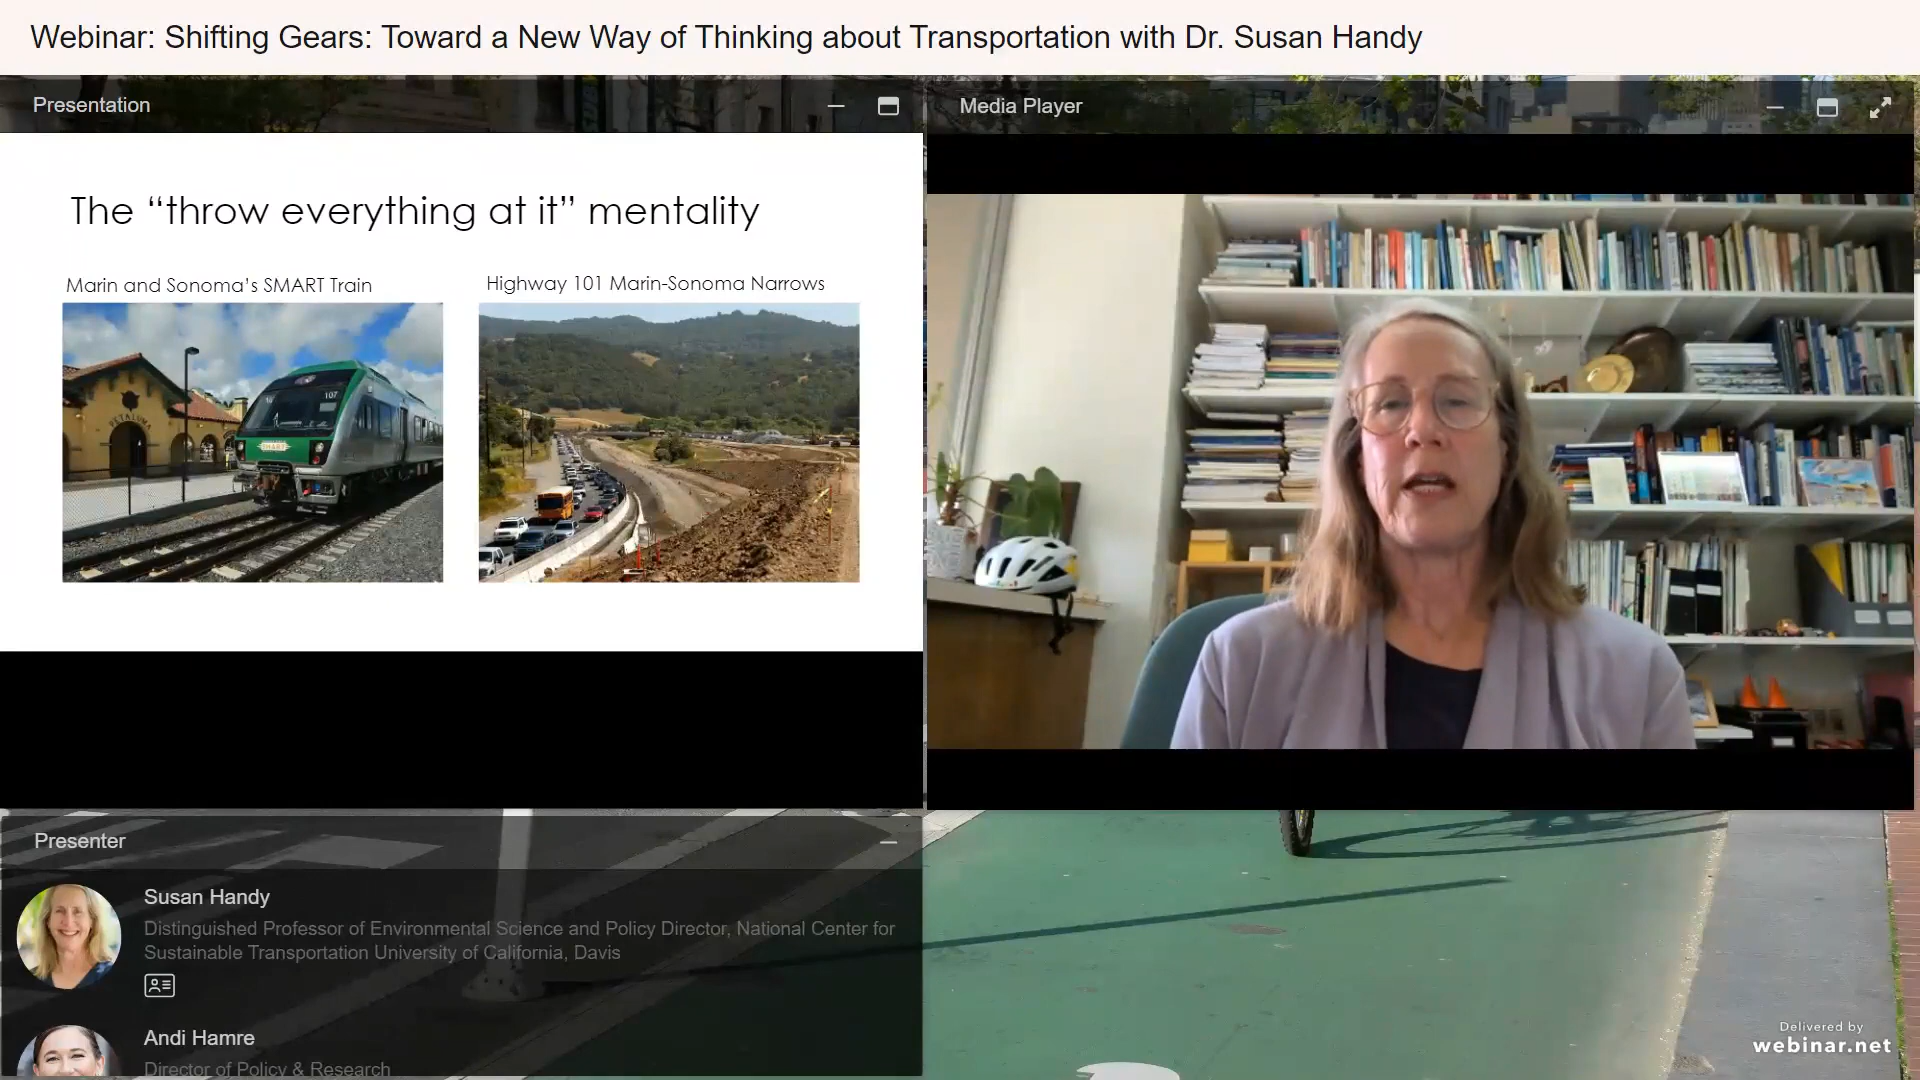 Webinar: Shifting Gears: Toward a New Way of Thinking about Transportation with Dr. Susan Handy
Presentation
Media Player
The “throw everything at it” mentality
Marin and Sonoma’s SMART Train
Highway 101 Marin-Sonoma Narrows
PETALUMA
107
SMART
Presenter
Susan Handy
Distinguished Professor of Environmental Science and Policy Director, National Center for
Sustainable Transportation University of California, Davis
Andi Hamre
Director of Policy & Research
Delivered by
webinar.net